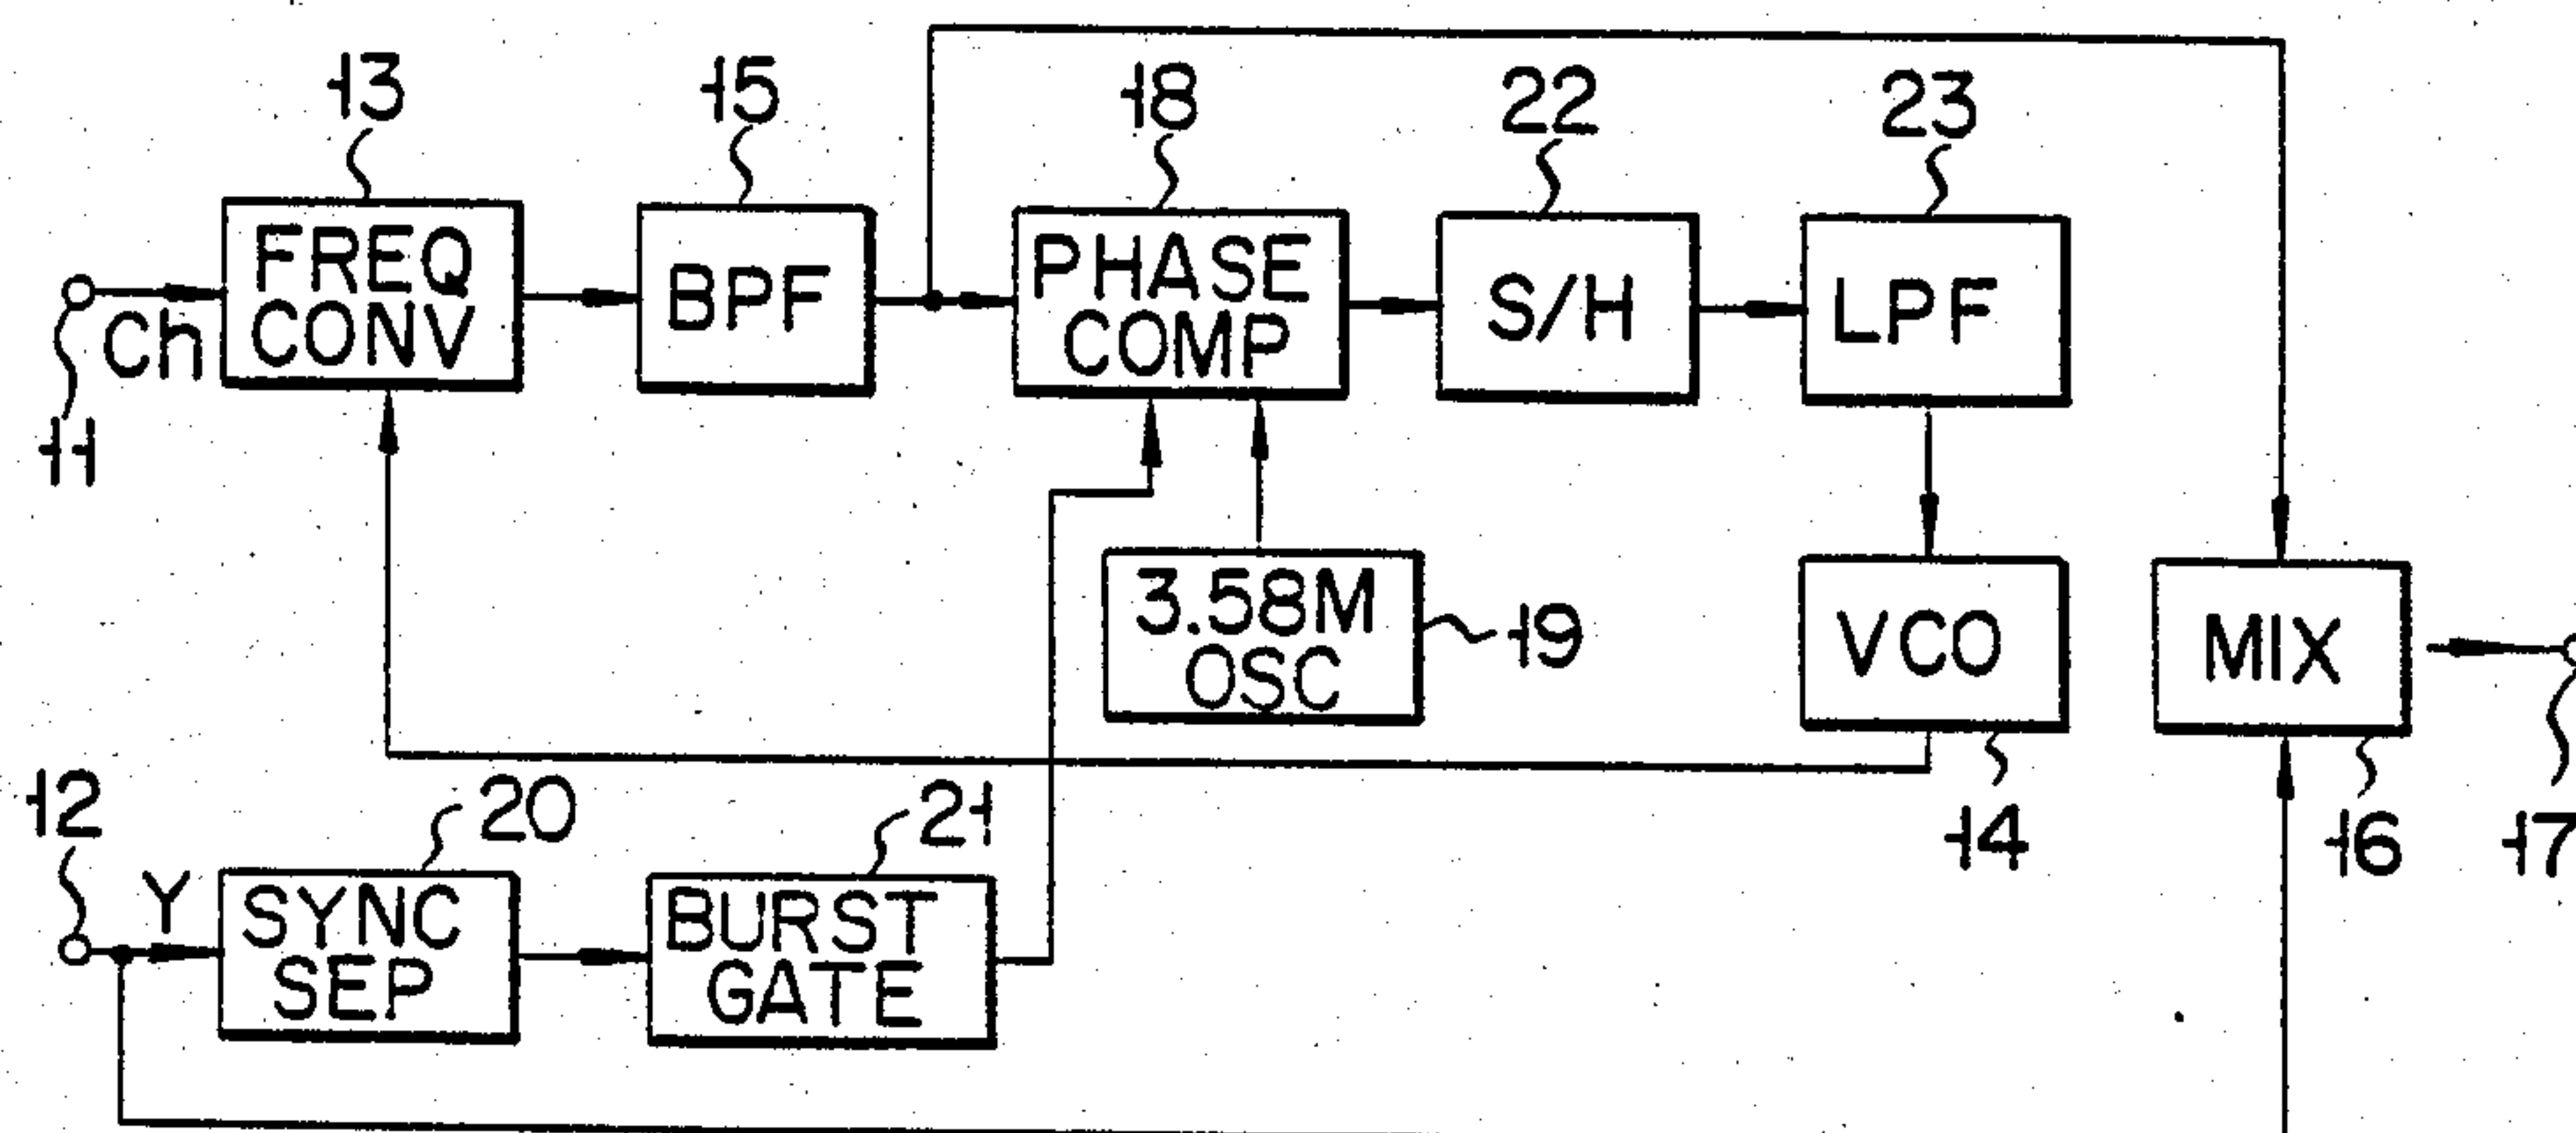 13
15
18
22
23
FREQ
CONV
BPF
PHASE
COMP
S/H
LPF
Ch
11
3.58M
OSC
19
VCO
MIX
12
20
21
14
16
17
Y
SYNC
SEP
BURST
GATE